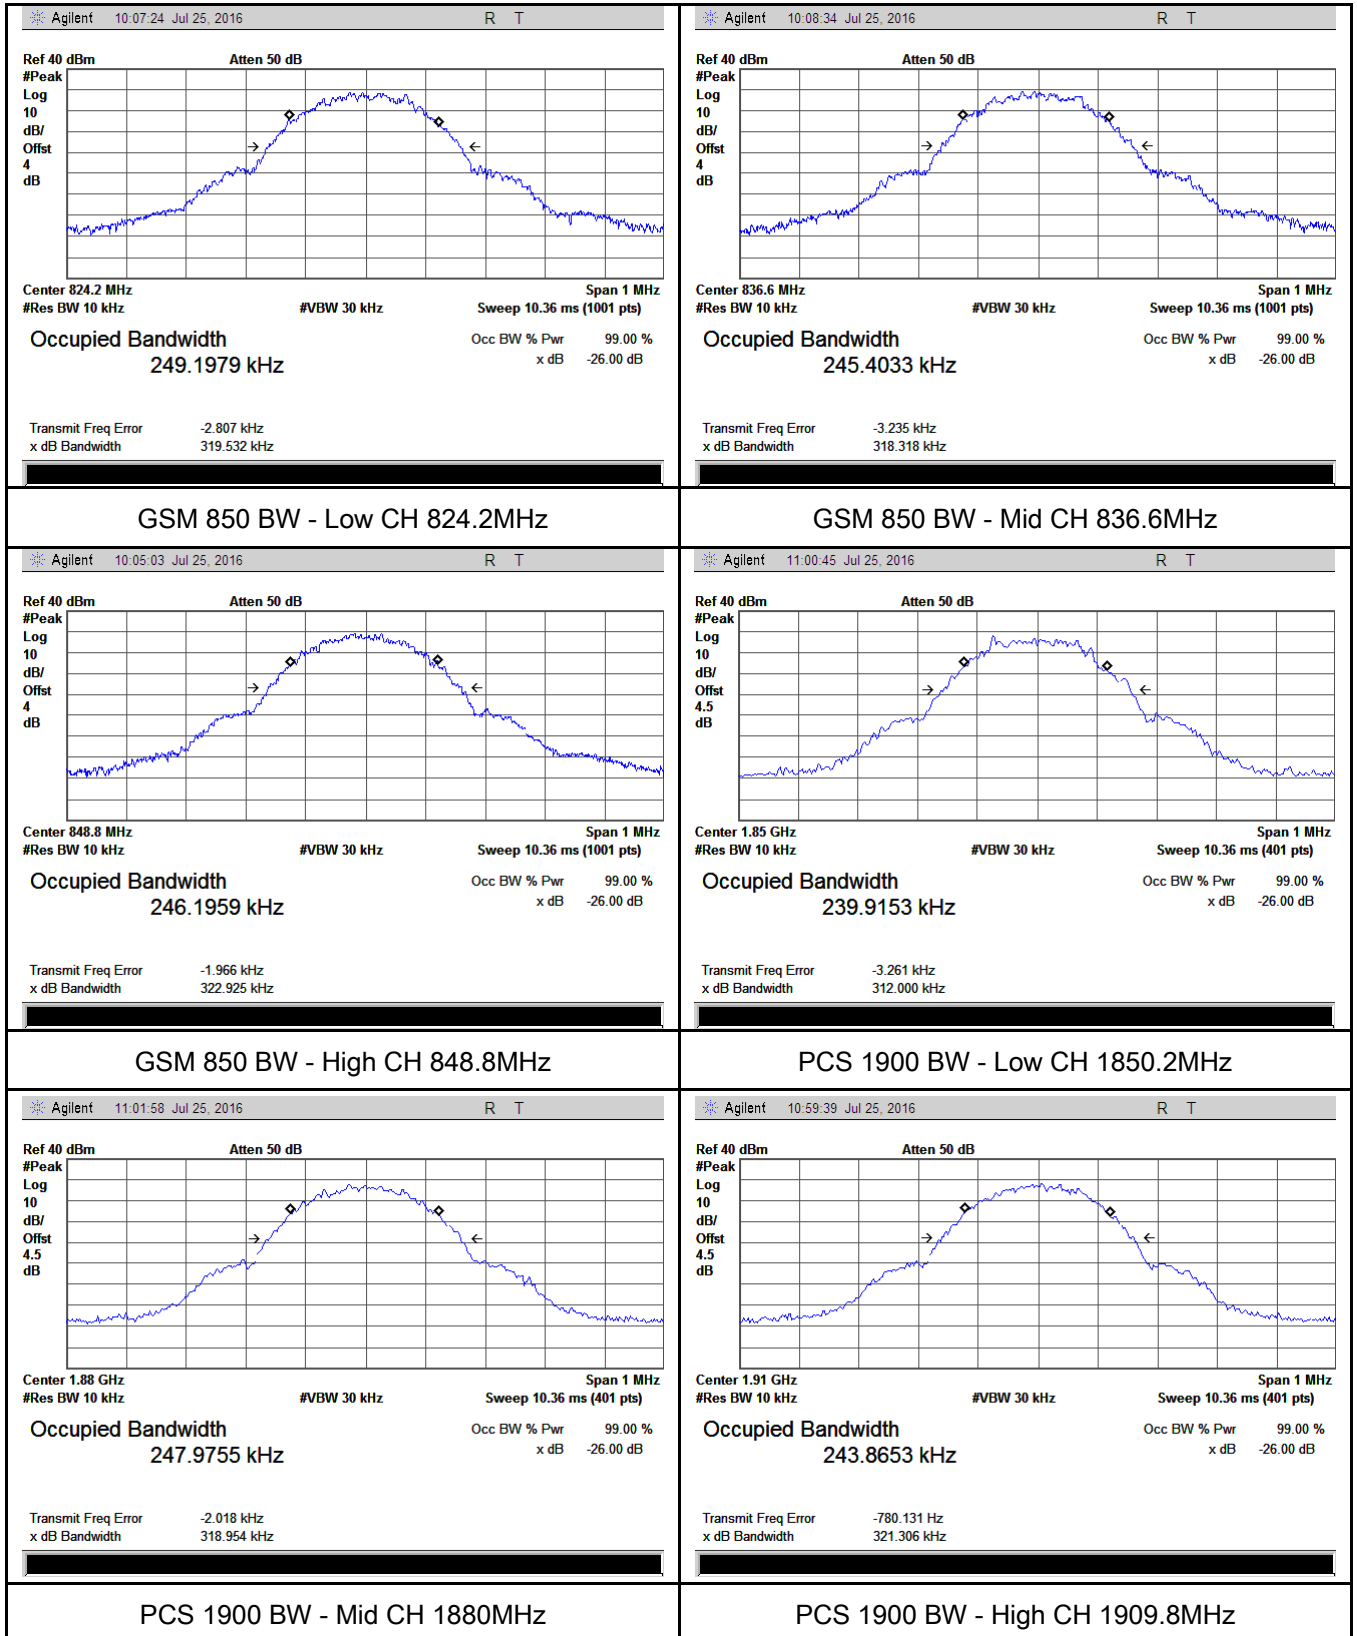 Agilent 10:07:24 Jul 25, 2016 R T
Ref 40 dBm Atten 50 dB
#Peak
Log
10
dB/
Offst
4
dB
Center 824.2 MHz Span 1 MHz
#Res BW 10 kHz #VBW 30 kHz Sweep 10.36 ms (1001 pts)
Occupied Bandwidth Occ BW % Pwr 99.00 %
249.1979 kHz x dB -26.00 dB
Transmit Freq Error -2.807 kHz
x dB Bandwidth 319.532 kHz
GSM 850 BW - Low CH 824.2MHz
Agilent 10:08:34 Jul 25, 2016 R T
Ref 40 dBm Atten 50 dB
#Peak
Log
10
dB/
Offst
4
dB
Center 836.6 MHz Span 1 MHz
#Res BW 10 kHz #VBW 30 kHz Sweep 10.36 ms (1001 pts)
Occupied Bandwidth Occ BW % Pwr 99.00 %
245.4033 kHz x dB -26.00 dB
Transmit Freq Error -3.235 kHz
x dB Bandwidth 318.318 kHz
GSM 850 BW - Mid CH 836.6MHz
Agilent 10:05:03 Jul 25, 2016 R T
Ref 40 dBm Atten 50 dB
#Peak
Log
10
dB/
Offst
4
dB
Center 848.8 MHz Span 1 MHz
#Res BW 10 kHz #VBW 30 kHz Sweep 10.36 ms (1001 pts)
Occupied Bandwidth Occ BW % Pwr 99.00 %
246.1959 kHz x dB -26.00 dB
Transmit Freq Error -1.966 kHz
x dB Bandwidth 322.925 kHz
GSM 850 BW - High CH 848.8MHz
Agilent 11:00:45 Jul 25, 2016 R T
Ref 40 dBm Atten 50 dB
#Peak
Log
10
dB/
Offst
4.5
dB
Center 1.85 GHz Span 1 MHz
#Res BW 10 kHz #VBW 30 kHz Sweep 10.36 ms (401 pts)
Occupied Bandwidth Occ BW % Pwr 99.00 %
239.9153 kHz x dB -26.00 dB
Transmit Freq Error -3.261 kHz
x dB Bandwidth 312.000 kHz
PCS 1900 BW - Low CH 1850.2MHz
Agilent 11:01:58 Jul 25, 2016 R T
Ref 40 dBm Atten 50 dB
#Peak
Log
10
dB/
Offst
4.5
dB
Center 1.88 GHz Span 1 MHz
#Res BW 10 kHz #VBW 30 kHz Sweep 10.36 ms (401 pts)
Occupied Bandwidth Occ BW % Pwr 99.00 %
247.9755 kHz x dB -26.00 dB
Transmit Freq Error -2.018 kHz
x dB Bandwidth 318.954 kHz
PCS 1900 BW - Mid CH 1880MHz
Agilent 10:59:39 Jul 25, 2016 R T
Ref 40 dBm Atten 50 dB
#Peak
Log
10
dB/
Offst
4.5
dB
Center 1.91 GHz Span 1 MHz
#Res BW 10 kHz #VBW 30 kHz Sweep 10.36 ms (401 pts)
Occupied Bandwidth Occ BW % Pwr 99.00 %
243.8653 kHz x dB -26.00 dB
Transmit Freq Error -780.131 Hz
x dB Bandwidth 321.306 kHz
PCS 1900 BW - High CH 1909.8MHz